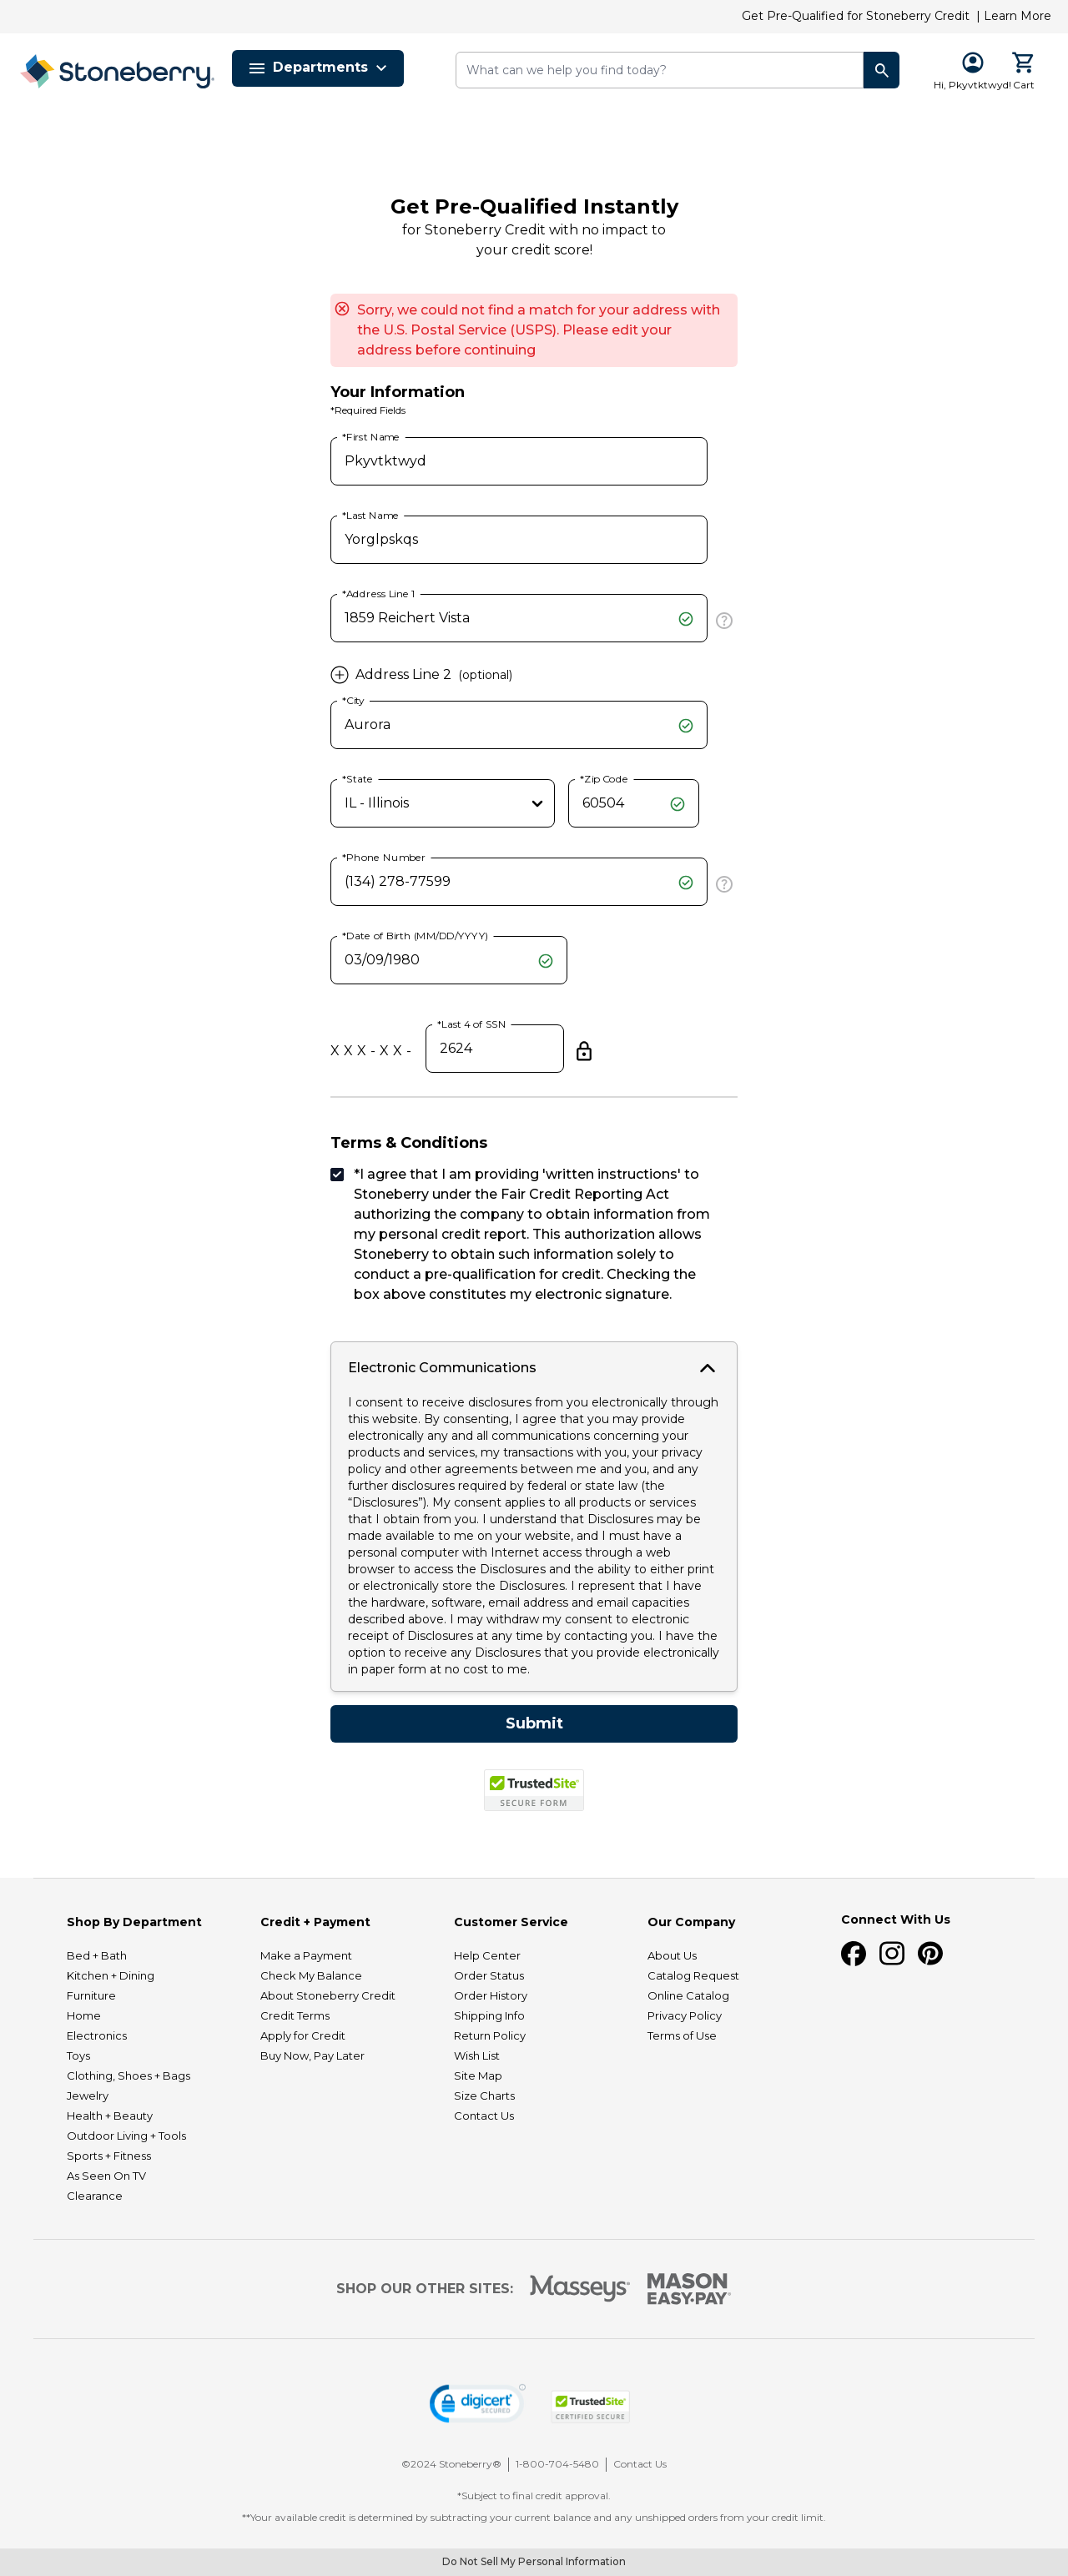 Get Pre-Qualified for Stoneberry Credit | Learn More
Stoneberry®
Departments
What can we help you find today?
Hi, Pkyvtktwyd! Cart
Get Pre-Qualified Instantly
for Stoneberry Credit with no impact to
your credit score!
Sorry, we could not find a match for your address with
the U.S. Postal Service (USPS). Please edit your
address before continuing
Your Information
*Required Fields
*First Name
Pkyvtktwyd
*Last Name
Yorglpskqs
*Address Line 1
1859 Reichert Vista
Address Line 2 (optional)
*City
Aurora
*State
IL - Illinois
*Zip Code
60504
*Phone Number
(134) 278-77599
*Date of Birth (MM/DD/YYYY)
03/09/1980
X X X - X X -
*Last 4 of SSN
2624
Terms & Conditions
*I agree that I am providing 'written instructions' to
Stoneberry under the Fair Credit Reporting Act
authorizing the company to obtain information from
my personal credit report. This authorization allows
Stoneberry to obtain such information solely to
conduct a pre-qualification for credit. Checking the
box above constitutes my electronic signature.
Electronic Communications
I consent to receive disclosures from you electronically through
this website. By consenting, I agree that you may provide
electronically any and all communications concerning your
products and services, my transactions with you, your privacy
policy and other agreements between me and you, and any
further disclosures required by federal or state law (the
“Disclosures”). My consent applies to all products or services
that I obtain from you. I understand that Disclosures may be
made available to me on your website, and I must have a
personal computer with Internet access through a web
browser to access the Disclosures and the ability to either print
or electronically store the Disclosures. I represent that I have
the hardware, software, email address and email capacities
described above. I may withdraw my consent to electronic
receipt of Disclosures at any time by contacting you. I have the
option to receive any Disclosures that you provide electronically
in paper form at no cost to me.
Submit
TrustedSite
SECURE FORM
Shop By Department
Bed + Bath
Kitchen + Dining
Furniture
Home
Electronics
Toys
Clothing, Shoes + Bags
Jewelry
Health + Beauty
Outdoor Living + Tools
Sports + Fitness
As Seen On TV
Clearance
Credit + Payment
Make a Payment
Check My Balance
About Stoneberry Credit
Credit Terms
Apply for Credit
Buy Now, Pay Later
Customer Service
Help Center
Order Status
Order History
Shipping Info
Return Policy
Wish List
Site Map
Size Charts
Contact Us
Our Company
About Us
Catalog Request
Online Catalog
Privacy Policy
Terms of Use
Connect With Us
SHOP OUR OTHER SITES:
Masseys®
MASON
EASY•PAY®
digicert
SECURED
TrustedSite
CERTIFIED SECURE
©2024 Stoneberry® | 1-800-704-5480 | Contact Us
*Subject to final credit approval.
**Your available credit is determined by subtracting your current balance and any unshipped orders from your credit limit.
Do Not Sell My Personal Information